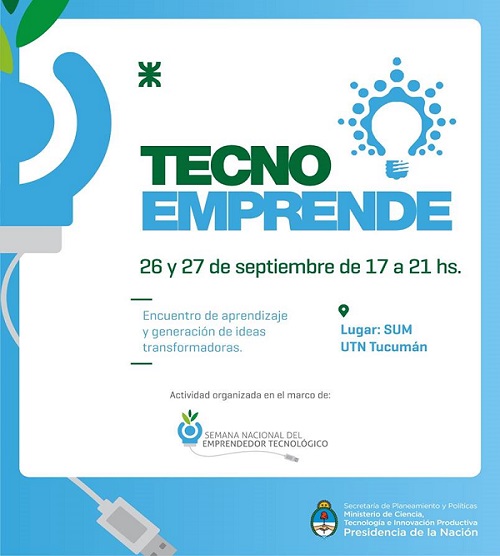 TECNO
EMPRENDE
26 y 27 de septiembre de 17 a 21 hs.
Encuentro de aprendizaje
y generación de ideas
transformadoras.
Lugar: SUM
UTN Tucumán
Actividad organizada en el marco de:
SEMANA NACIONAL DEL
EMPRENDEDOR TECNOLÓGICO
Secretaría de Planeamiento y Políticas
Ministerio de Ciencia,
Tecnología e Innovación Productiva
Presidencia de la Nación